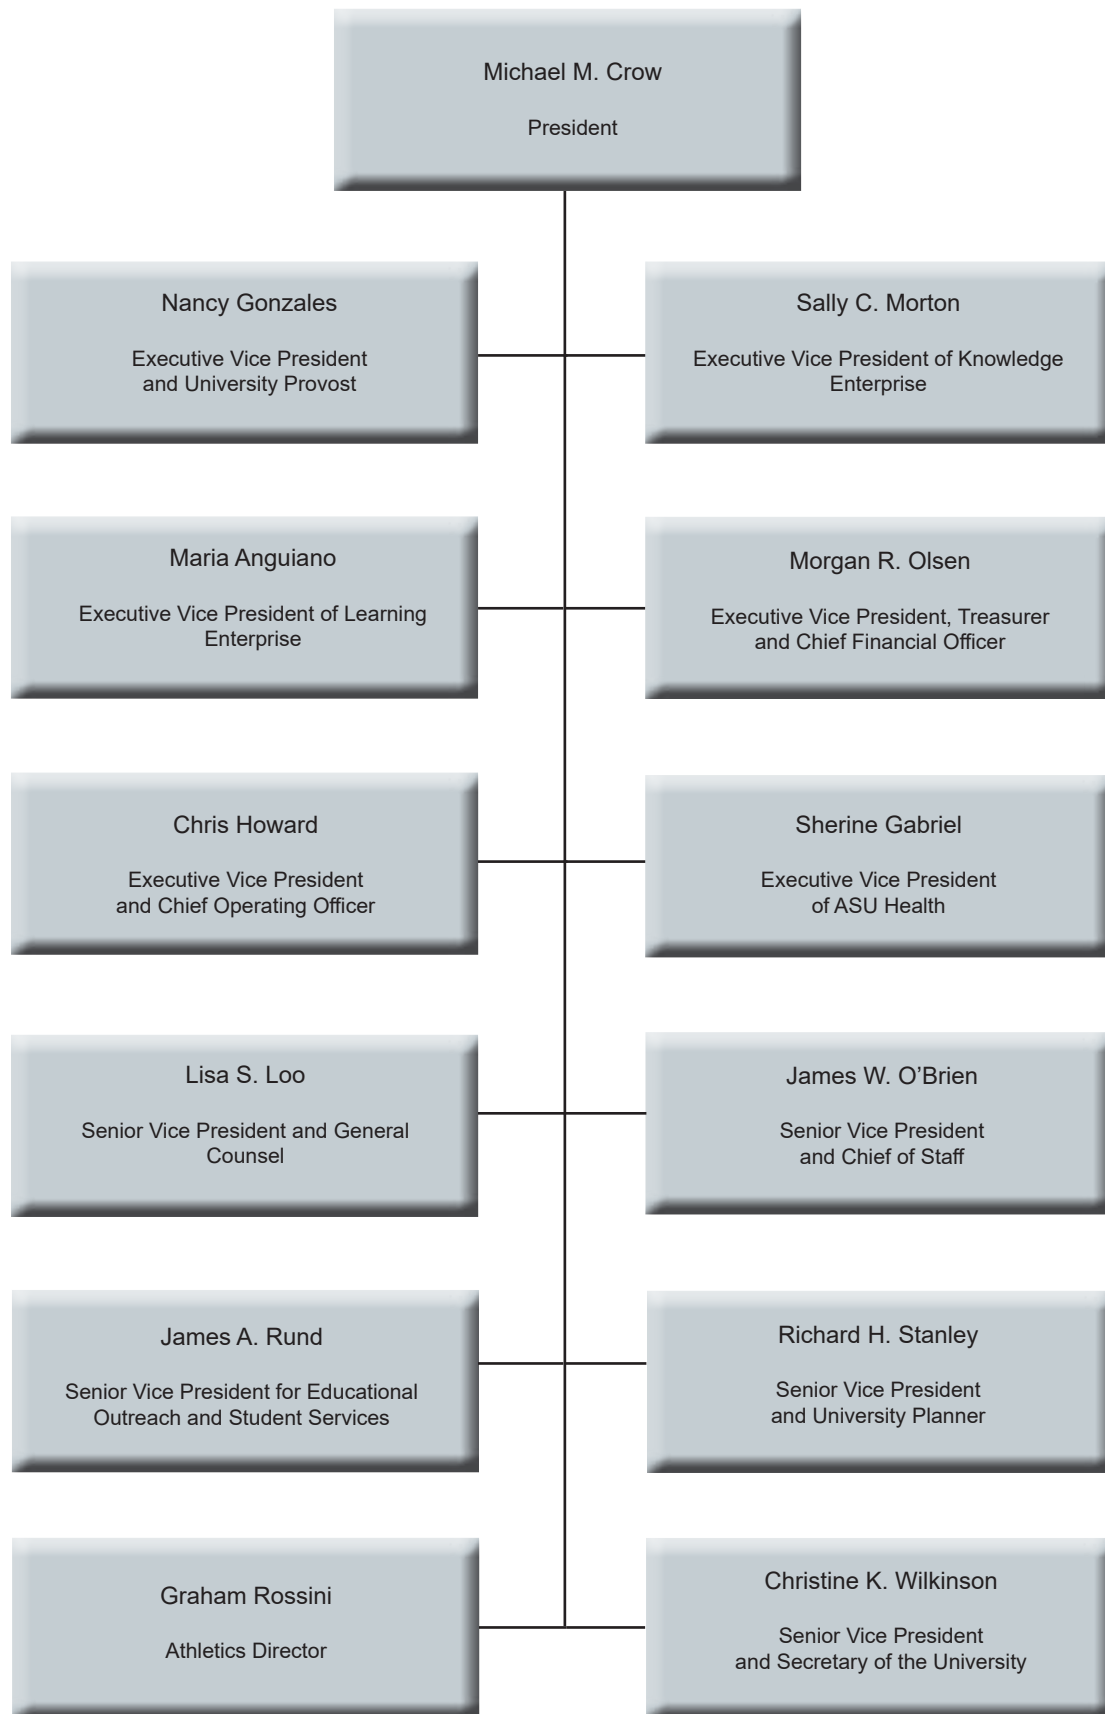 Michael M. Crow
President
Nancy Gonzales
Executive Vice President
and University Provost
Sally C. Morton
Executive Vice President of Knowledge
Enterprise
Maria Anguiano
Executive Vice President of Learning
Enterprise
Morgan R. Olsen
Executive Vice President, Treasurer
and Chief Financial Officer
Chris Howard
Executive Vice President
and Chief Operating Officer
Sherine Gabriel
Executive Vice President
of ASU Health
Lisa S. Loo
Senior Vice President and General
Counsel
James W. O’Brien
Senior Vice President
and Chief of Staff
James A. Rund
Senior Vice President for Educational
Outreach and Student Services
Richard H. Stanley
Senior Vice President
and University Planner
Graham Rossini
Athletics Director
Christine K. Wilkinson
Senior Vice President
and Secretary of the University